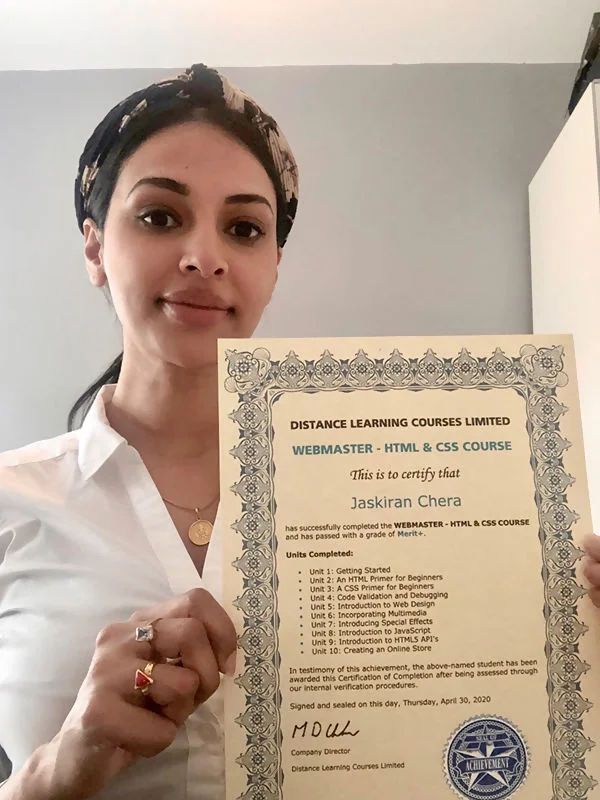 DISTANCE LEARNING COURSES LIMITED
WEBMASTER - HTML & CSS COURSE
This is to certify that
Jaskiran Chera
has successfully completed the WEBMASTER - HTML & CSS COURSE
and has passed with a grade of Merit+.
Units Completed:
• Unit 1: Getting Started
• Unit 2: An HTML Primer for Beginners
• Unit 3: A CSS Primer for Beginners
• Unit 4: Code Validation and Debugging
• Unit 5: Introduction to Web Design
• Unit 6: Incorporating Multimedia
• Unit 7: Introducing Special Effects
• Unit 8: Introduction to JavaScript
• Unit 9: Introduction to HTML5 API's
• Unit 10: Creating an Online Store
In testimony of this achievement, the above-named student has been
awarded this Certification of Completion after being assessed through
our internal verification procedures.
Signed and sealed on this day, Thursday, April 30, 2020
Company Director
Distance Learning Courses Limited
SEAL OF
ACHIEVEMENT